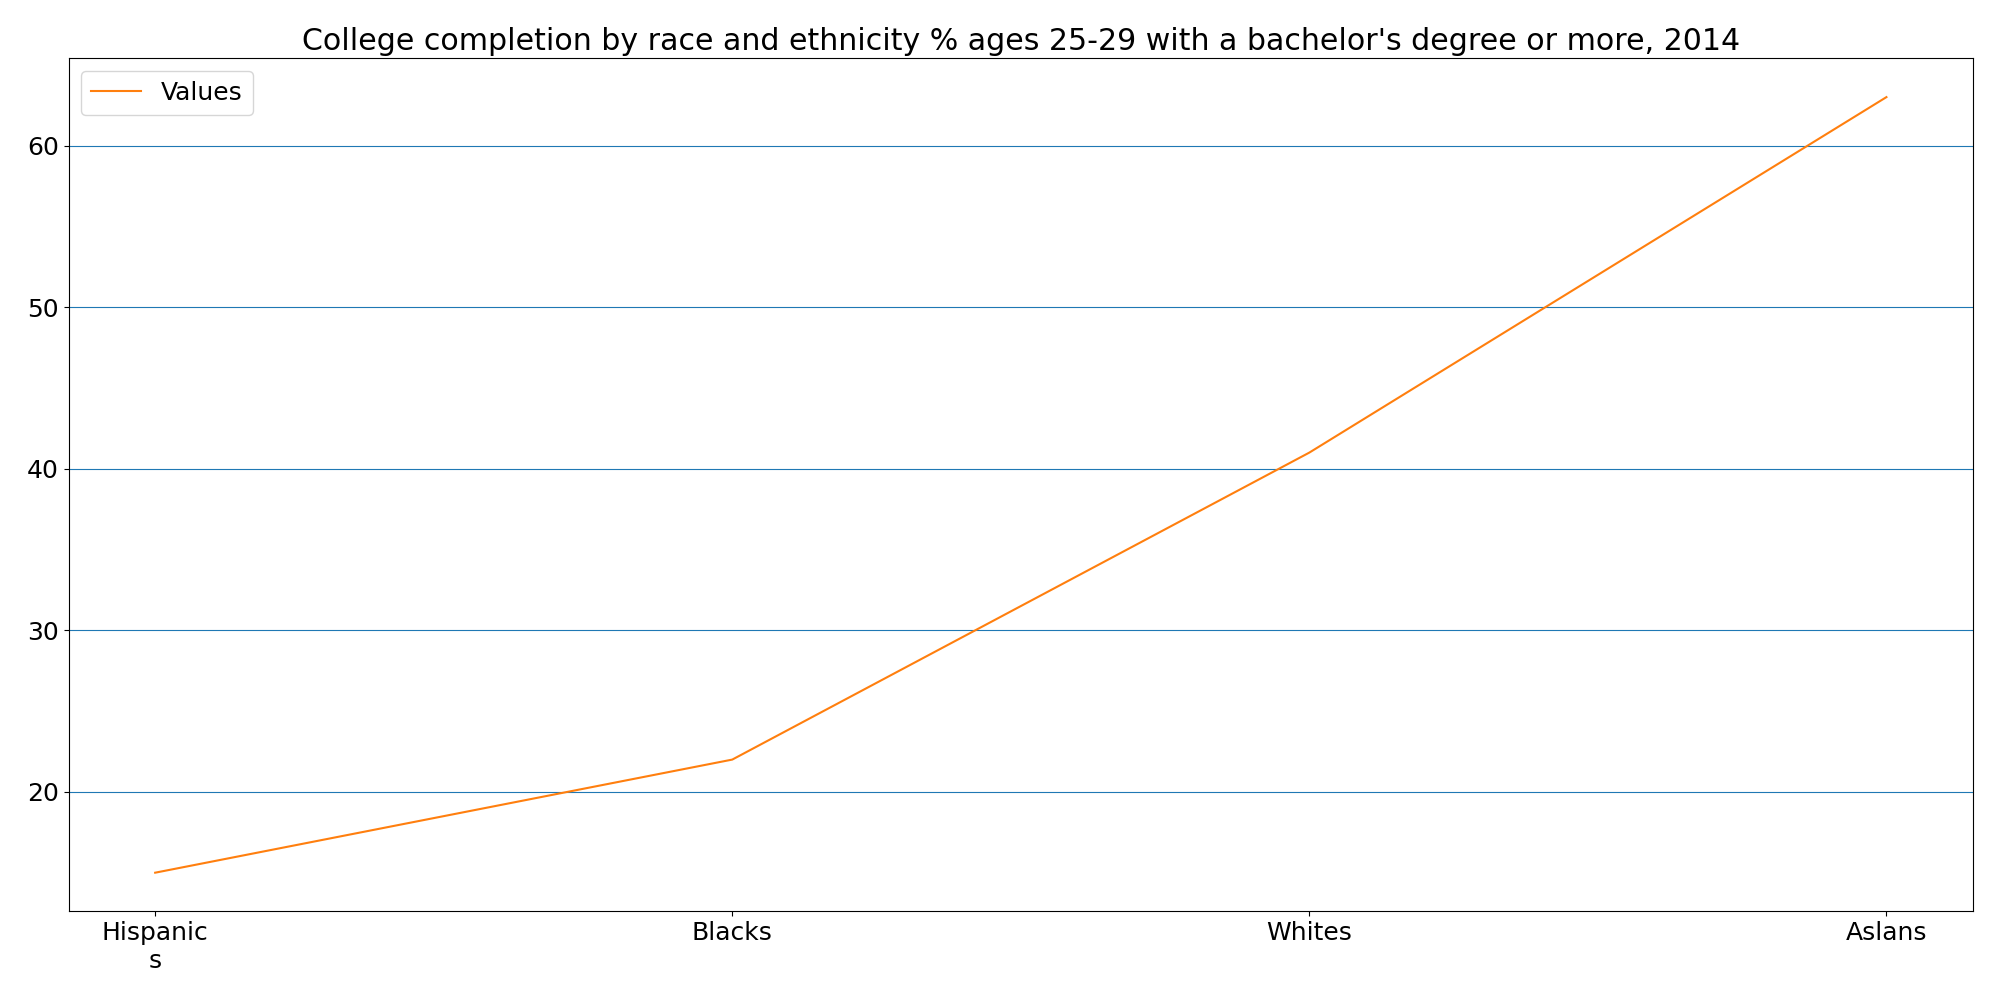 College completion by race and ethnicity % ages 25-29 with a bachelor's degree or more, 2014
Values
60
50
40
30
20
Hispanic
s
Blacks
Whites
Aslans